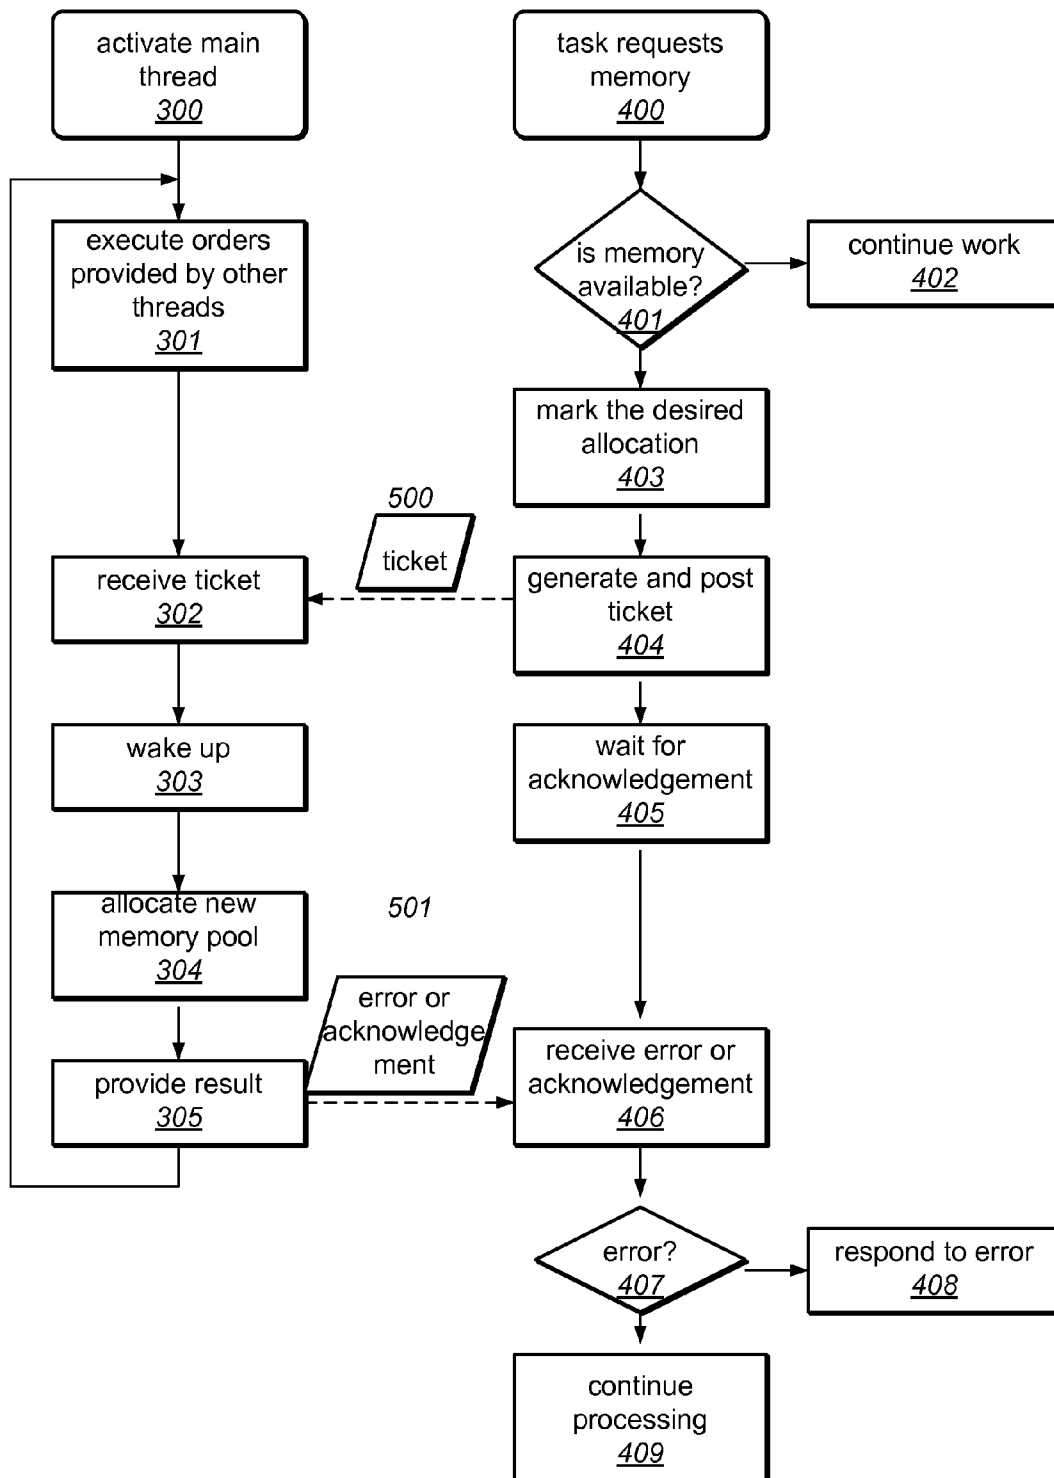 activate main
thread
300
task requests
memory
400
execute orders
provided by other
threads
301
is memory
available?
401
continue work
402
mark the desired
allocation
403
500
ticket
receive ticket
302
generate and post
ticket
404
wake up
303
wait for
acknowledgement
405
allocate new
memory pool
304
501
error or
acknowledge
ment
provide result
305
receive error or
acknowledgement
406
error?
407
respond to error
408
continue
processing
409